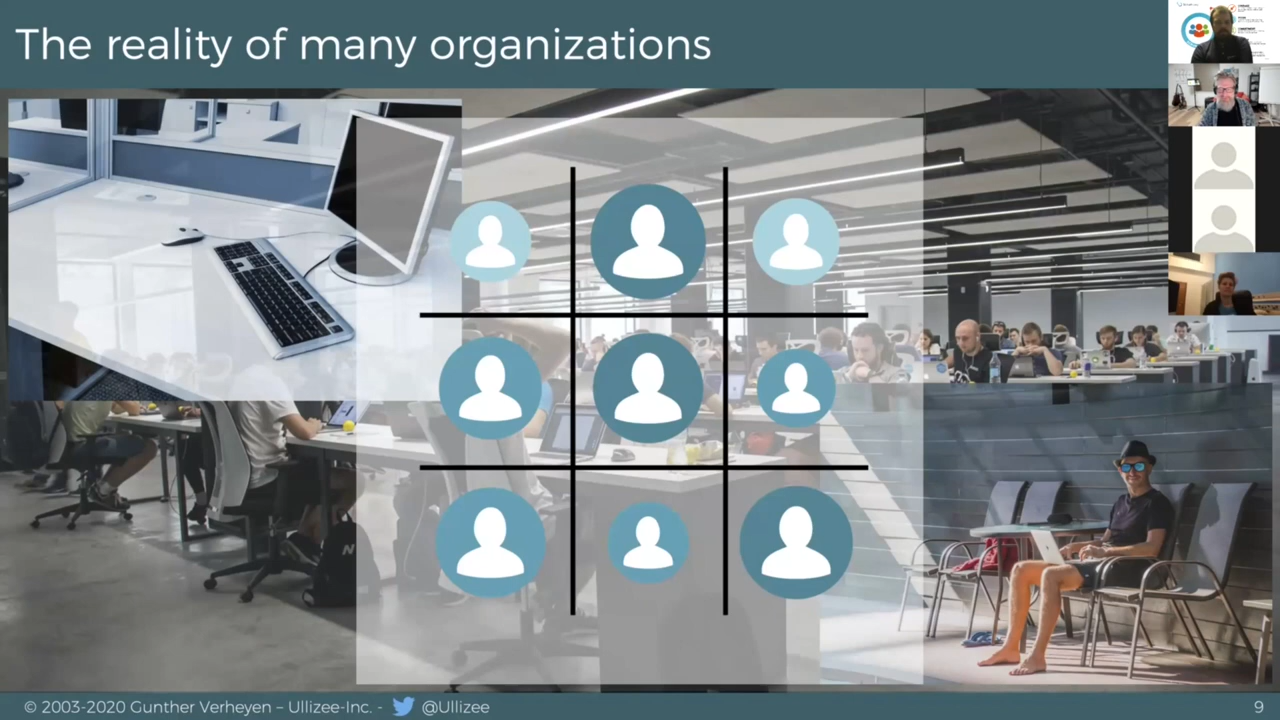 The reality of many organizations
© 2003-2020 Gunther Verheyen – Ullizee-Inc. - @Ullizee
9